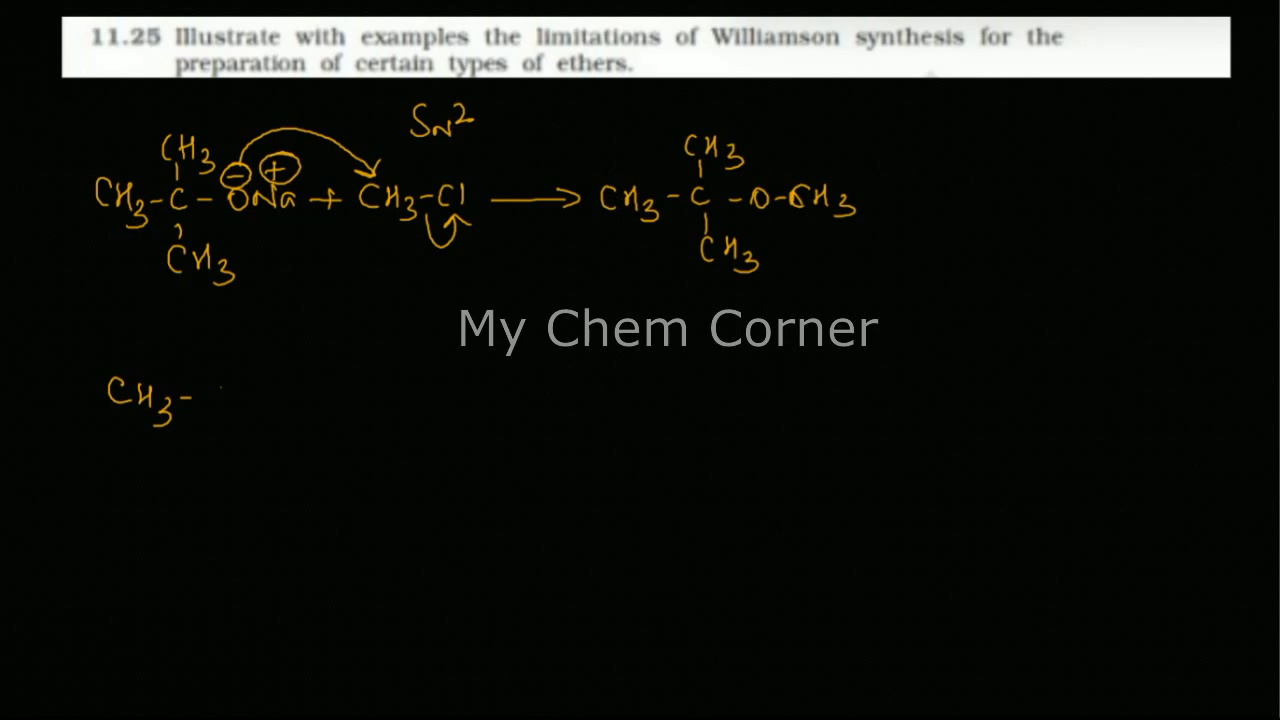 11.25 Illustrate with examples the limitations of Williamson synthesis for the
preparation of certain types of ethers.
SN2
CH3 CH3
CH3-C-ONa + CH3-Cl ⟶ CH3-C-O-CH3
⊖ ⊕
CH3 CH3
My Chem Corner
CH3-